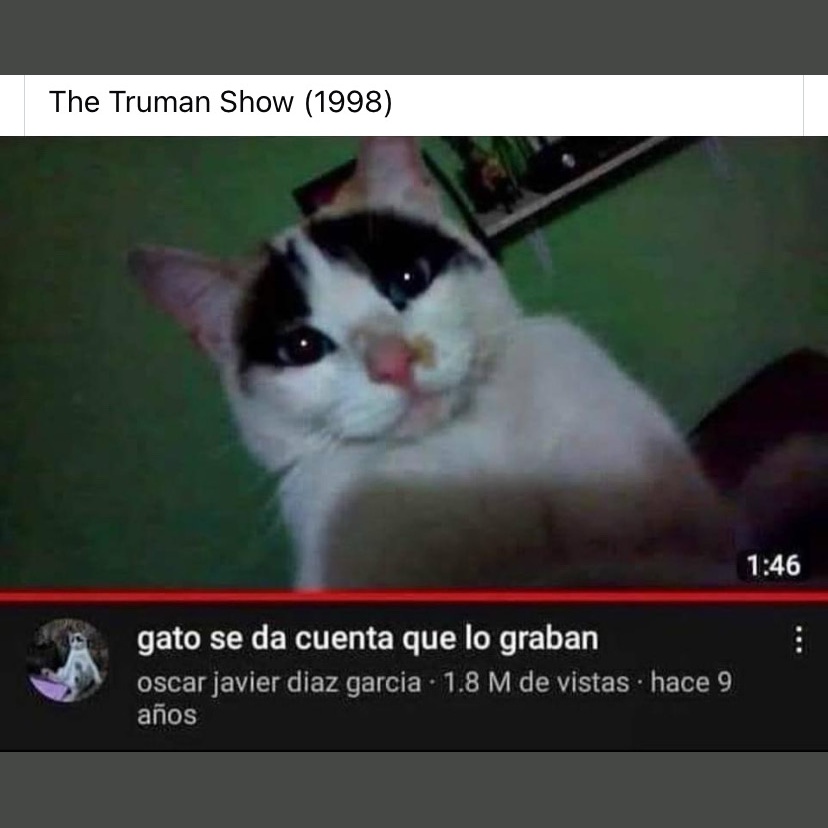 The Truman Show (1998)
1:46
gato se da cuenta que lo graban
oscar javier diaz garcia · 1.8 M de vistas · hace 9
años